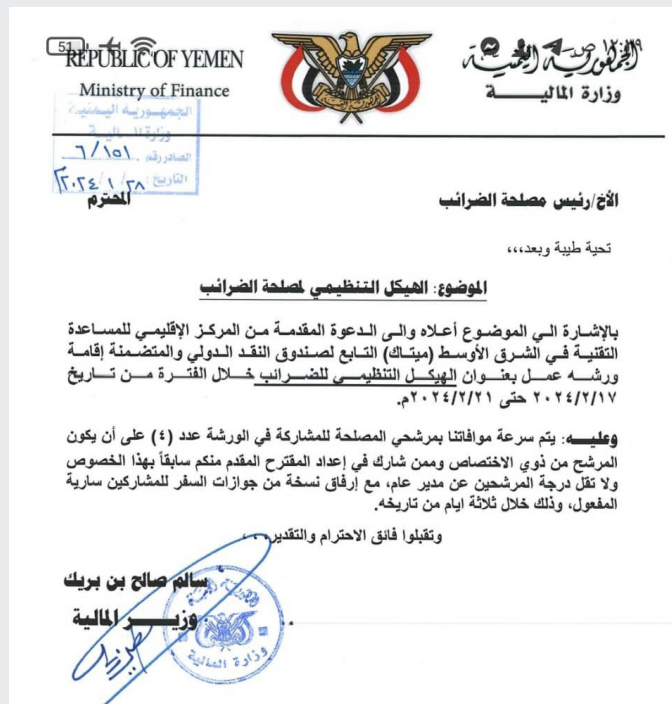 51
REPUBLIC OF YEMEN
Ministry of Finance
الجمهورية اليمنية
وزارة المالية
الجمهورية اليمنية
وزارة المالية
الصادر رقم ٦/١٥١
التاريخ: ٢٨ / ١ / ٢٠٢٤
الأخ/رئيس مصلحة الضرائب
المحترم
تحية طيبة وبعد،،،
الموضوع: الهيكل التنظيمي لمصلحة الضرائب
بالإشارة الي الموضوع أعلاه والى الدعوة المقدمة من المركز الإقليمي للمساعدة
التقنية في الشرق الأوسط (ميتاك) التابع لصندوق النقد الدولي والمتضمنة إقامة
ورشه عمل بعنوان الهيكل التنظيمي للضرائب خلال الفترة من تاريخ
٢٠٢٤/٢/١٧ حتى ٢٠٢٤/٢/٢١م.
وعليه: يتم سرعة موافاتنا بمرشحي المصلحة للمشاركة في الورشة عدد (٤) على أن يكون
المرشح من ذوي الاختصاص وممن شارك في إعداد المقترح المقدم منكم سابقاً بهذا الخصوص
ولا تقل درجة المرشحين عن مدير عام، مع إرفاق نسخة من جوازات السفر للمشاركين سارية
المفعول، وذلك خلال ثلاثة ايام من تاريخه.
وتقبلوا فائق الاحترام والتقدير،،،
سالم صالح بن بريك
وزير المالية
الجمهورية اليمنية
وزارة المالية